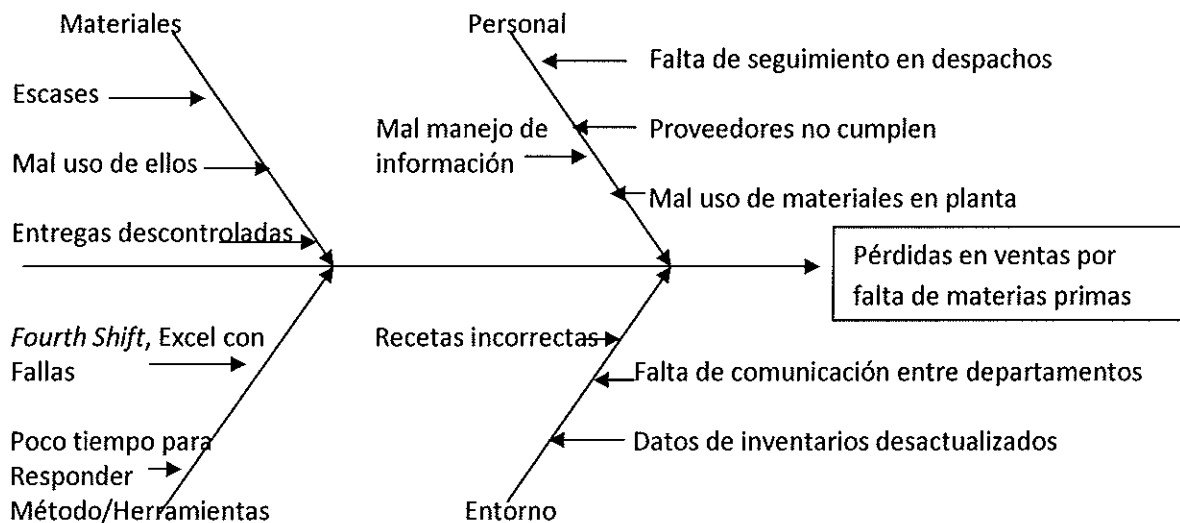 Materiales
Personal
Falta de seguimiento en despachos
Escases
Mal manejo de
información
Proveedores no cumplen
Mal uso de ellos
Mal uso de materiales en planta
Entregas descontroladas
Pérdidas en ventas por
falta de materias primas
Fourth Shift, Excel con
Fallas
Recetas incorrectas
Falta de comunicación entre departamentos
Poco tiempo para
Responder
Datos de inventarios desactualizados
Método/Herramientas
Entorno